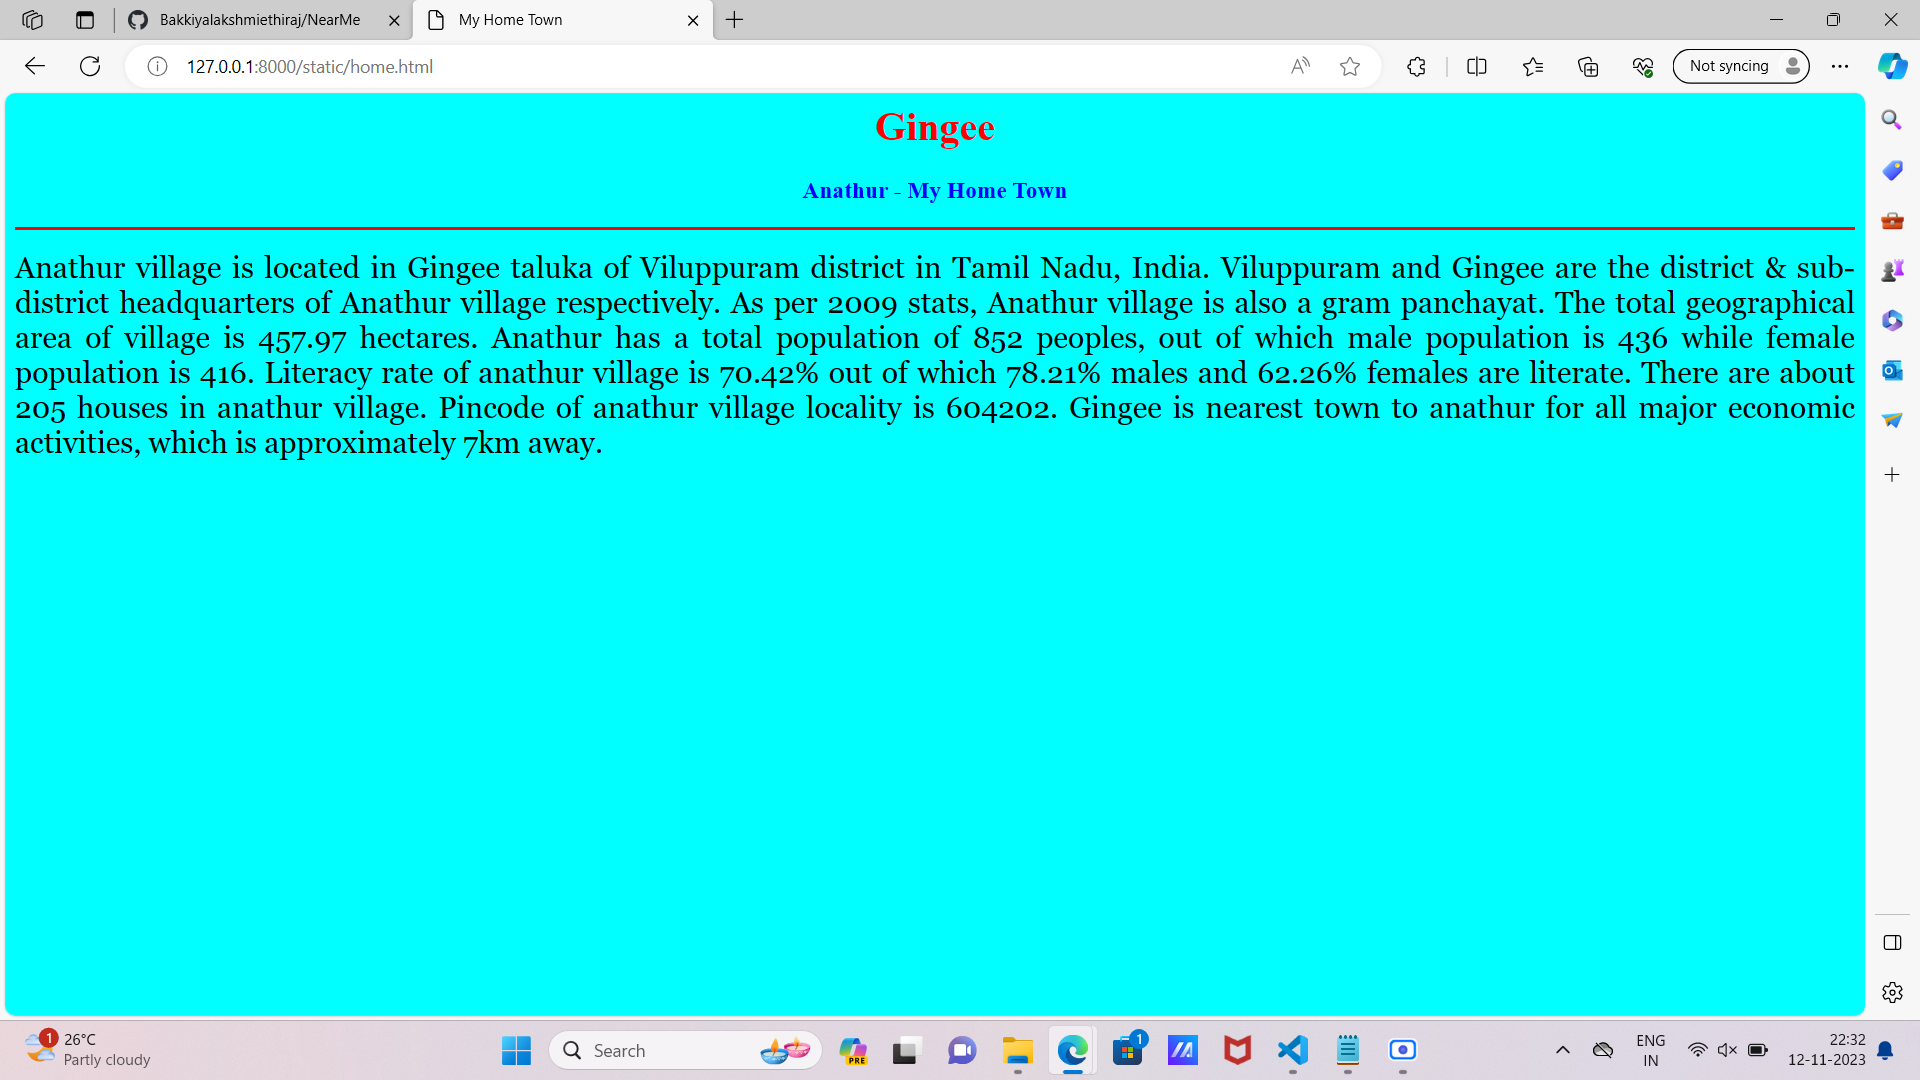 Bakkiyalakshmiethiraj/NearMe
My Home Town
127.0.0.1:8000/static/home.html
Not syncing
Gingee
Anathur - My Home Town
Anathur village is located in Gingee taluka of Viluppuram district in Tamil Nadu, India. Viluppuram and Gingee are the district & sub-
district headquarters of Anathur village respectively. As per 2009 stats, Anathur village is also a gram panchayat. The total geographical
area of village is 457.97 hectares. Anathur has a total population of 852 peoples, out of which male population is 436 while female
population is 416. Literacy rate of anathur village is 70.42% out of which 78.21% males and 62.26% females are literate. There are about
205 houses in anathur village. Pincode of anathur village locality is 604202. Gingee is nearest town to anathur for all major economic
activities, which is approximately 7km away.
1
26°C
Partly cloudy
Search
PRE
1
ENG
IN
22:32
12-11-2023